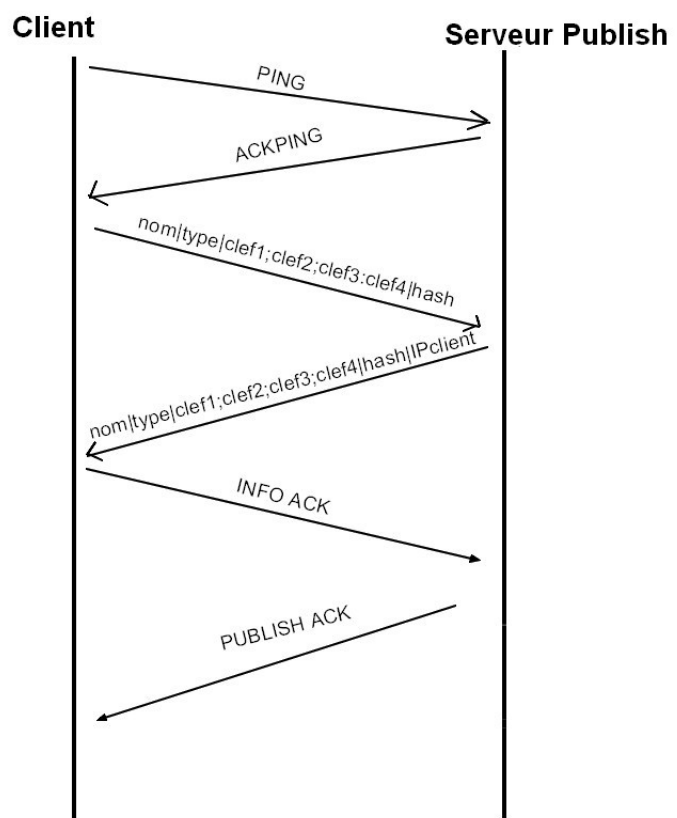 Client
Serveur Publish
PING
ACKPING
nom|type|clef1;clef2;clef3:clef4|hash
nom|type|clef1;clef2;clef3;clef4|hash|IPclient
INFO ACK
PUBLISH ACK